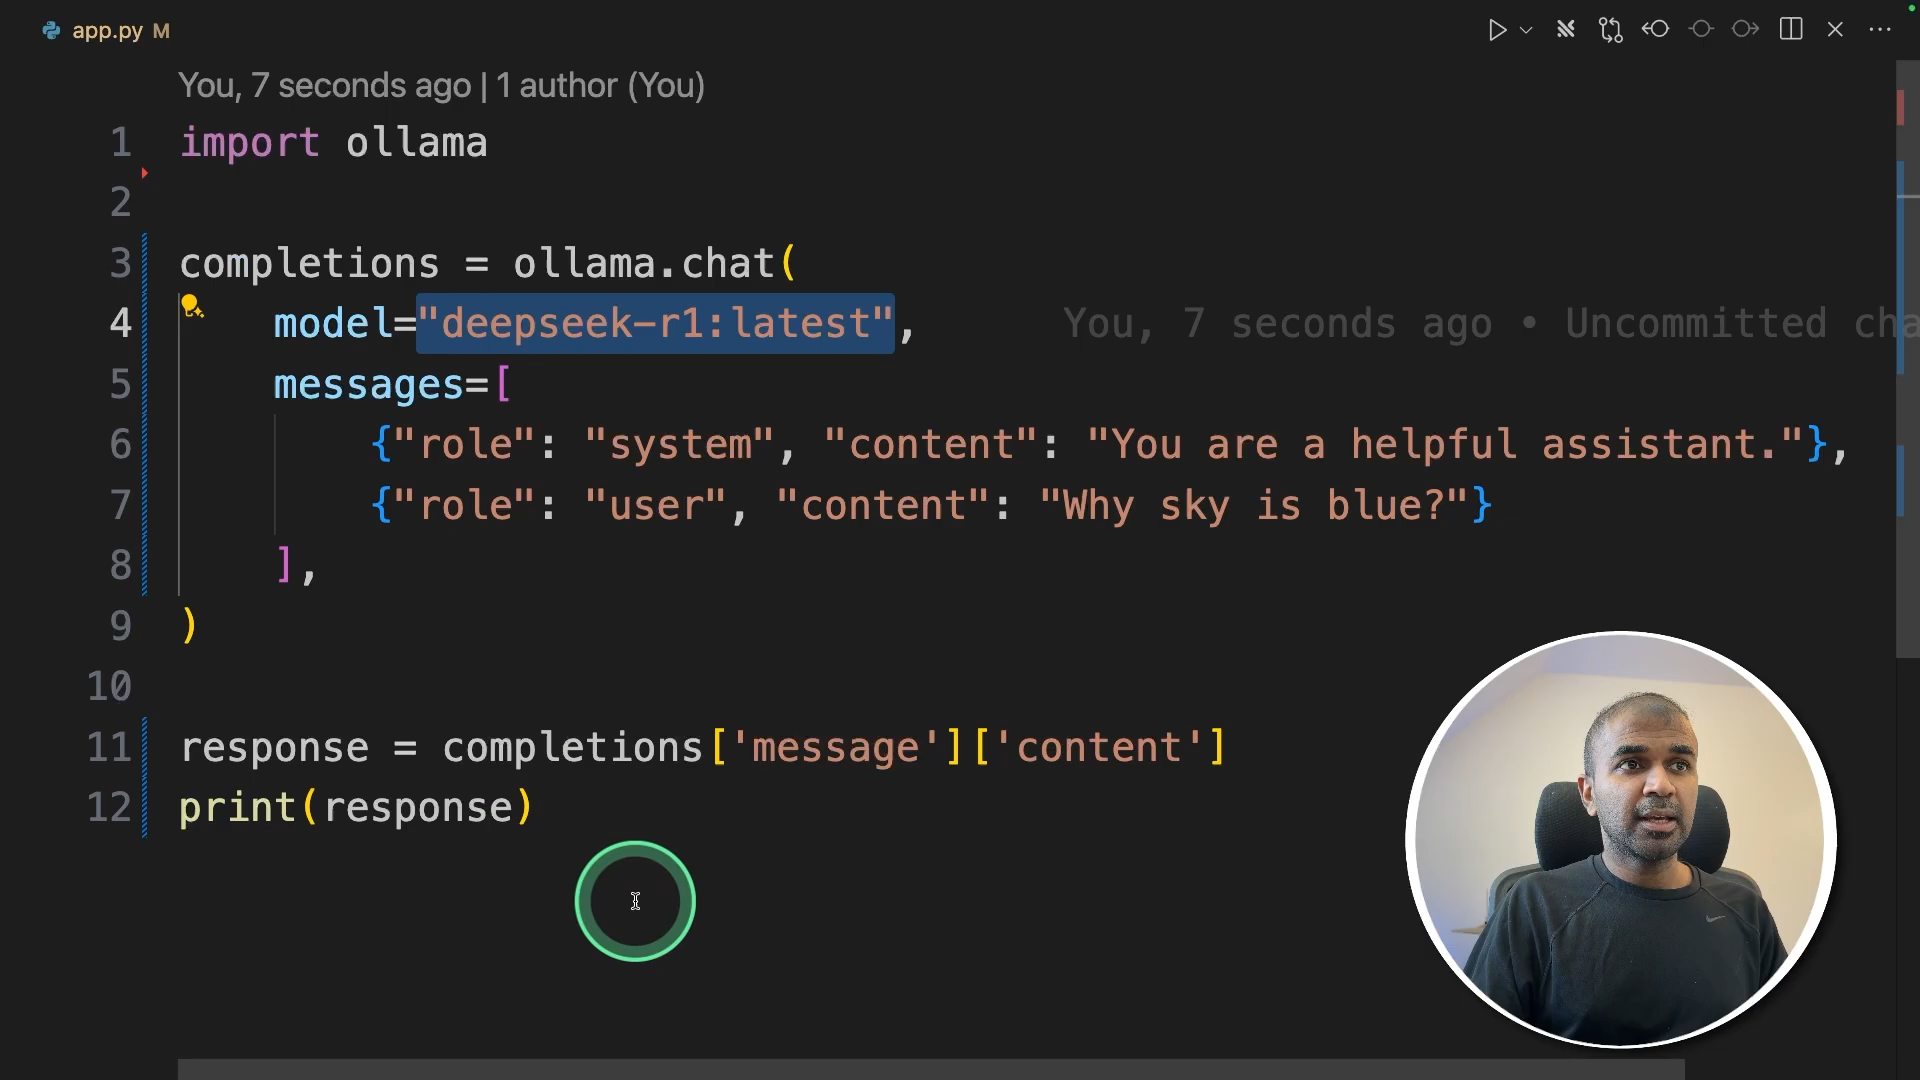 app.py M
You, 7 seconds ago | 1 author (You)
1 import ollama
2
3 completions = ollama.chat(
4 model="deepseek-r1:latest", You, 7 seconds ago • Uncommitted cha
5 messages=[
6 {"role": "system", "content": "You are a helpful assistant."},
7 {"role": "user", "content": "Why sky is blue?"}
8 ],
9 )
10
11 response = completions['message']['content']
12 print(response)